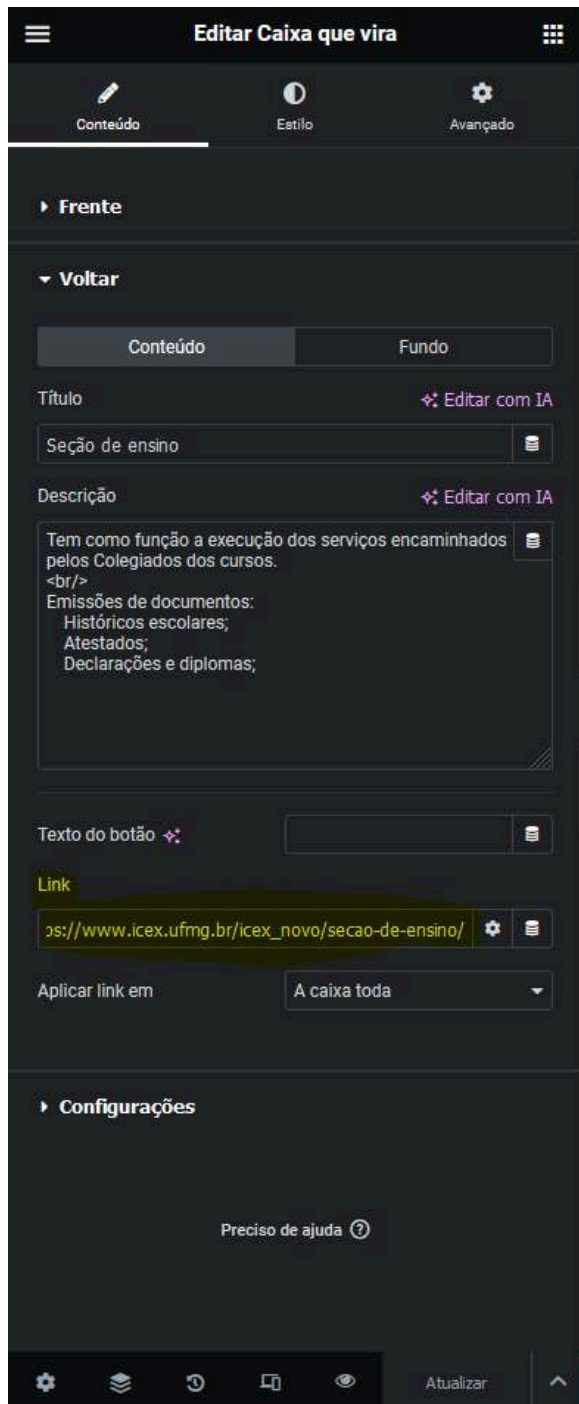 Editar Caixa que vira
Conteúdo
Estilo
Avançado
Frente
Voltar
Conteúdo
Fundo
Título
Editar com IA
Seção de ensino
Descrição
Editar com IA
Tem como função a execução dos serviços encaminhados
pelos Colegiados dos cursos.
<br/>
Emissões de documentos:
Históricos escolares;
Atestados;
Declarações e diplomas;
Texto do botão
Link
ps://www.icex.ufmg.br/icex_novo/secao-de-ensino/
Aplicar link em
A caixa toda
Configurações
Preciso de ajuda ?
Atualizar